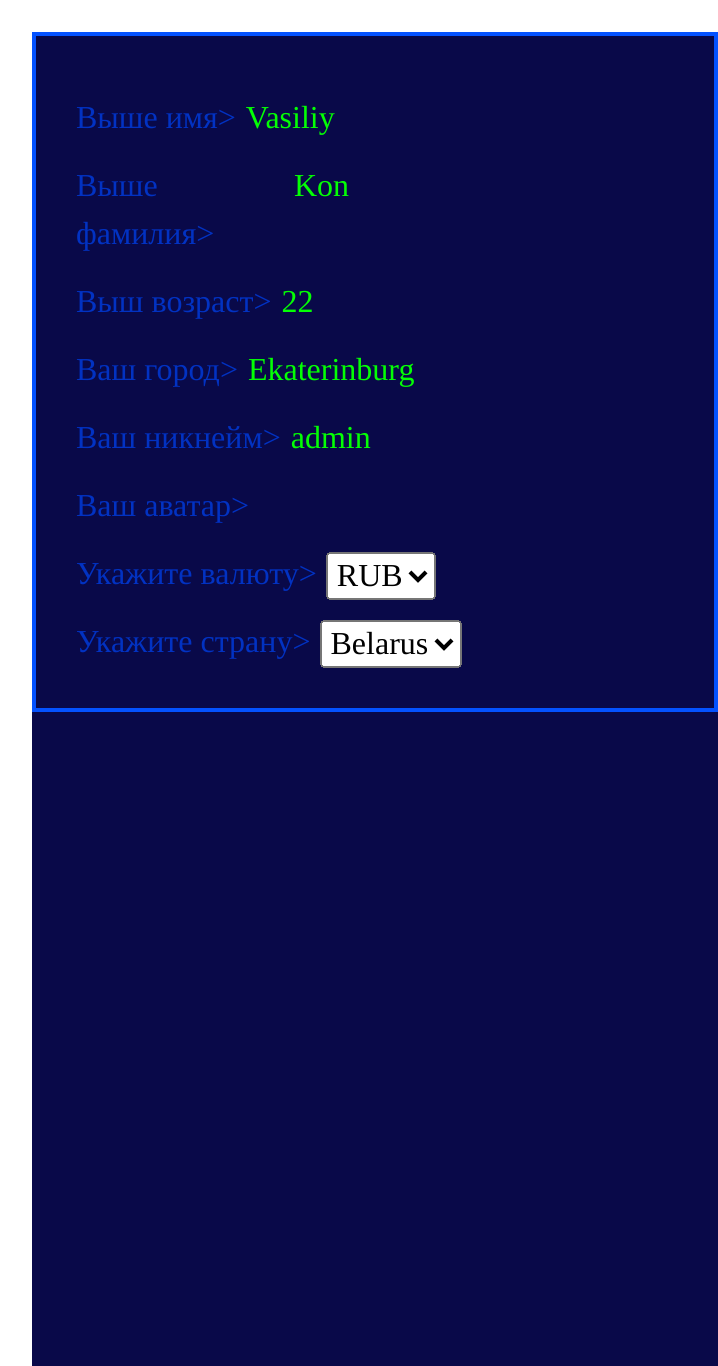 Выше имя> Vasiliy
Выше Kon
фамилия>
Выш возраст> 22
Ваш город> Ekaterinburg
Ваш никнейм> admin
Ваш аватар>
Укажите валюту> RUB
Укажите страну> Belarus